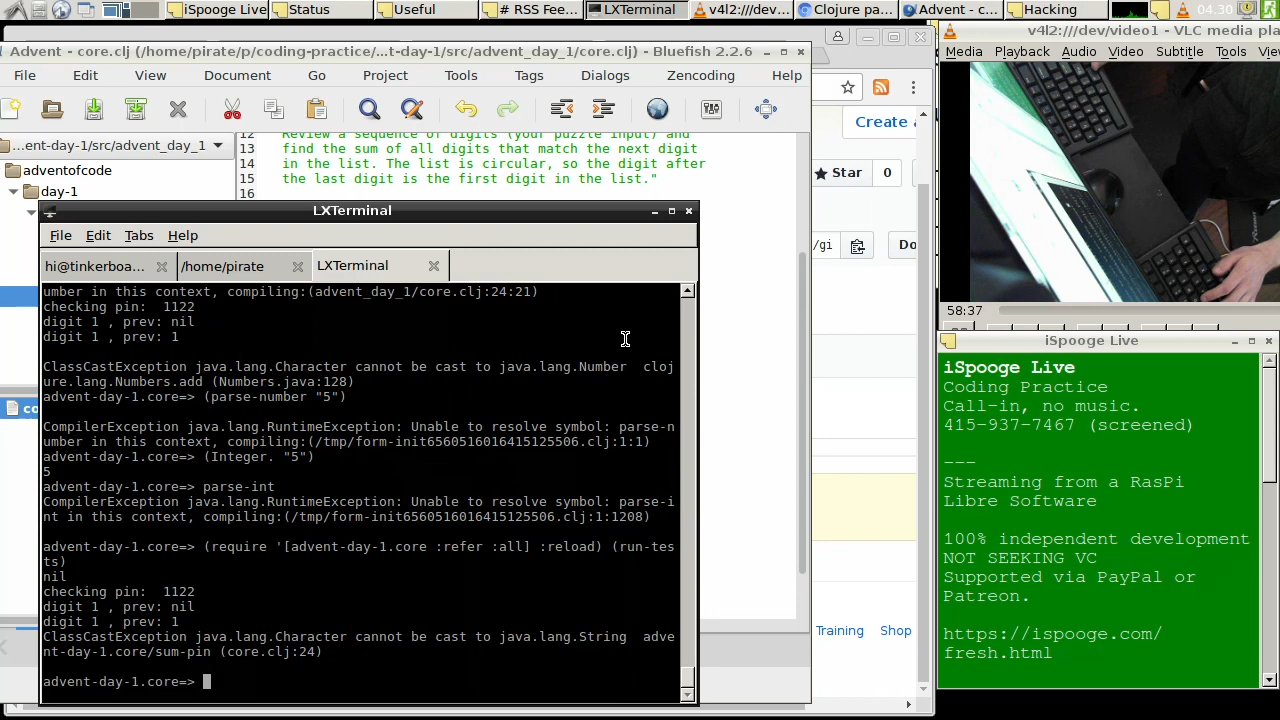 iSpooge Live
Status
Useful
# RSS Fee...
LXTerminal
v4l2:///dev...
Clojure pa...
Advent - c...
Hacking
04.30
Advent - core.clj (/home/pirate/p/coding-practice/...t-day-1/src/advent_day_1/core.clj) - Bluefish 2.2.6
File Edit View Document Go Project Tools Tags Dialogs Zencoding Help
...ent-day-1/src/advent_day_1
adventofcode
day-1
12 Review a sequence of digits (your puzzle input) and
13 find the sum of all digits that match the next digit
14 in the list. The list is circular, so the digit after
15 the last digit is the first digit in the list."
16
LXTerminal
File Edit Tabs Help
hi@tinkerboa...
/home/pirate
LXTerminal
umber in this context, compiling:(advent_day_1/core.clj:24:21)
checking pin:  1122
digit 1 , prev: nil
digit 1 , prev: 1
ClassCastException java.lang.Character cannot be cast to java.lang.Number  cloj
ure.lang.Numbers.add (Numbers.java:128)
advent-day-1.core=> (parse-number "5")
CompilerException java.lang.RuntimeException: Unable to resolve symbol: parse-n
umber in this context, compiling:(/tmp/form-init6560516016415125506.clj:1:1)
advent-day-1.core=> (Integer. "5")
5
advent-day-1.core=> parse-int
CompilerException java.lang.RuntimeException: Unable to resolve symbol: parse-i
nt in this context, compiling:(/tmp/form-init6560516016415125506.clj:1:1208)
advent-day-1.core=> (require '[advent-day-1.core :refer :all] :reload) (run-tes
ts)
nil
checking pin:  1122
digit 1 , prev: nil
digit 1 , prev: 1
ClassCastException java.lang.Character cannot be cast to java.lang.String  adve
nt-day-1.core/sum-pin (core.clj:24)
advent-day-1.core=>
co
Create a
Star 0
/gi
Do
Training Shop
v4l2:///dev/video1 - VLC media pla
Media Playback Audio Video Subtitle Tools Vie
58:37
iSpooge Live
iSpooge Live
Coding Practice
Call-in, no music.
415-937-7467 (screened)
---
Streaming from a RasPi
Libre Software
100% independent development
NOT SEEKING VC
Supported via PayPal or
Patreon.
https://ispooge.com/
fresh.html